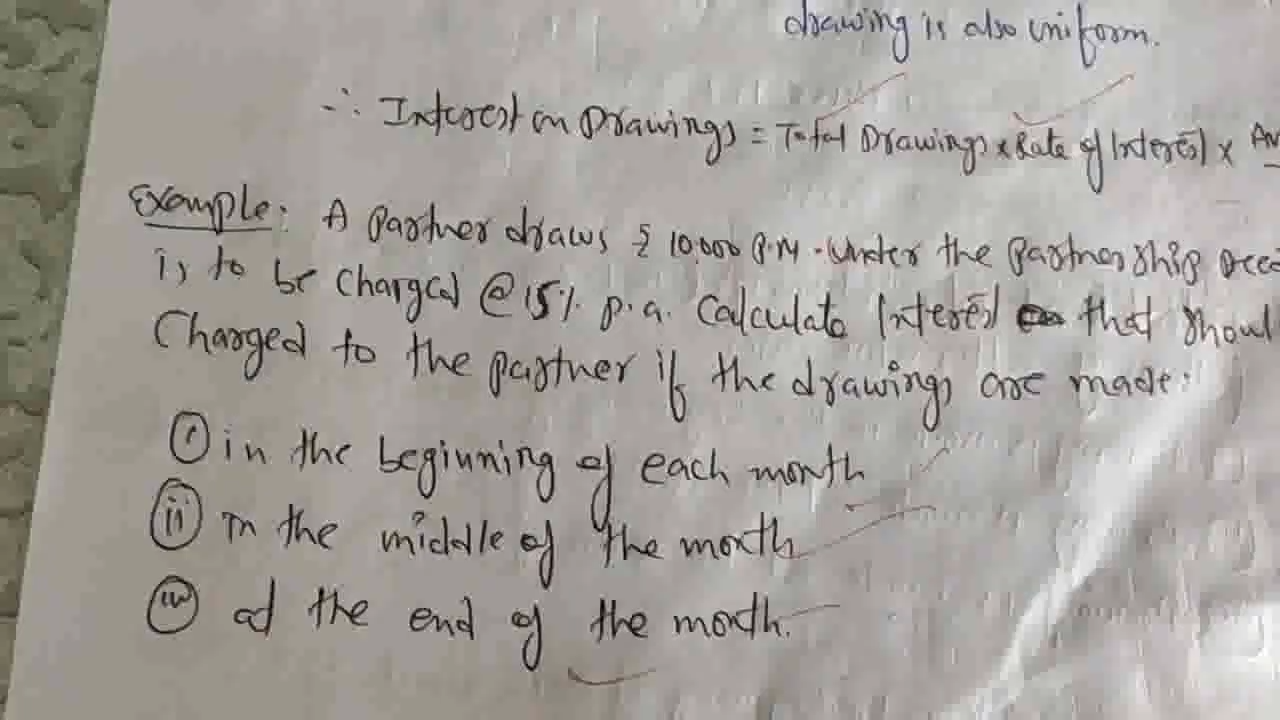 drawing is also uniform.
∴ Interest on Drawings = Total Drawings × Rate of Interest × Av
Example: A Partner draws ₹ 10,000 P.M. Under the partnership Deed
is to be charged @ 15% p.a. Calculate Interest that shoul
Charged to the partner if the drawings are made:
(i) in the beginning of each month
(ii) in the middle of the month
(iii) at the end of the month.